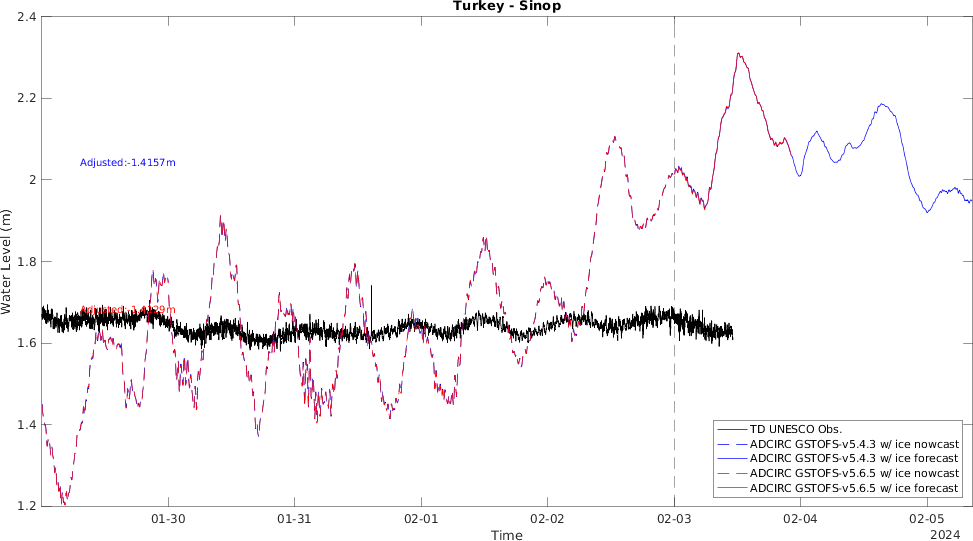 Turkey - Sinop
2.4
2.2
2
1.8
1.6
1.4
1.2
Water Level (m)
Adjusted:-1.4157m
01-30
01-31
02-01
02-02
02-03
02-04
02-05
Time
2024
TD UNESCO Obs.
ADCIRC GSTOFS-v5.4.3 w/ ice nowcast
ADCIRC GSTOFS-v5.4.3 w/ ice forecast
ADCIRC GSTOFS-v5.6.5 w/ ice nowcast
ADCIRC GSTOFS-v5.6.5 w/ ice forecast